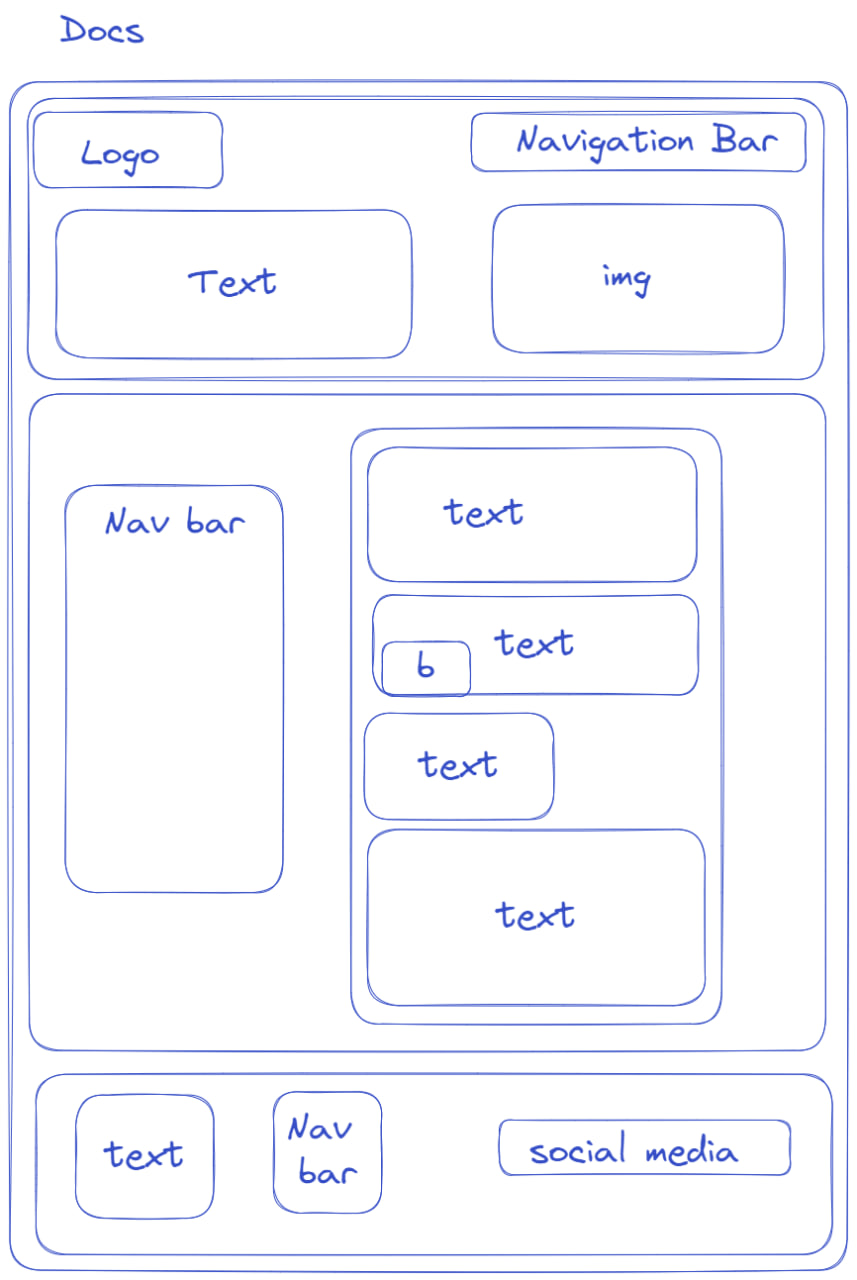 Docs
Logo
Navigation Bar
Text
img
Nav bar
text
text
b
text
text
text
Nav
bar
social media